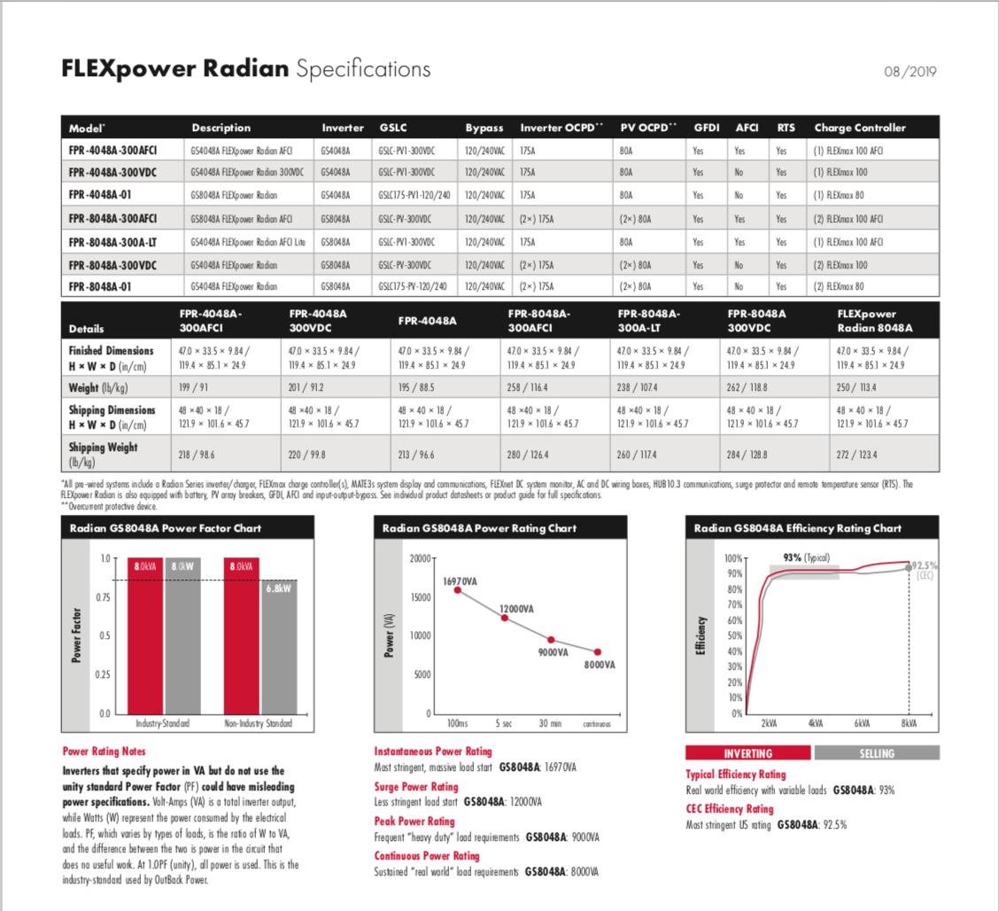 FLEXpower Radian Specifications 08/2019
Model* Description Inverter GSLC Bypass Inverter OCPD** PV OCPD** GFDI AFCI RTS Charge Controller
FPR-4048A-300AFCI GS4048A FLEXpower Radian AFCI GS4048A GSLC-PV1-300VDC 120/240VAC 175A 80A Yes Yes Yes (1) FLEXmax 100 AFCI
FPR-4048A-300VDC GS4048A FLEXpower Radian 300VDC GS4048A GSLC-PV1-300VDC 120/240VAC 175A 80A Yes No Yes (1) FLEXmax 100
FPR-4048A-01 GS8048A FLEXpower Radian GS4048A GSLC175-PV1-120/240 120/240VAC 175A 80A Yes No Yes (1) FLEXmax 80
FPR-8048A-300AFCI GS8048A FLEXpower Radian AFCI GS8048A GSLC-PV-300VDC 120/240VAC (2×) 175A (2×) 80A Yes Yes Yes (2) FLEXmax 100 AFCI
FPR-8048A-300A-LT GS4048A FLEXpower Radian AFCI Lite GS8048A GSLC-PV1-300VDC 120/240VAC 175A 80A Yes Yes Yes (1) FLEXmax 100 AFCI
FPR-8048A-300VDC GS4048A FLEXpower Radian GS8048A GSLC-PV-300VDC 120/240VAC (2×) 175A (2×) 80A Yes No Yes (2) FLEXmax 100
FPR-8048A-01 GS4048A FLEXpower Radian GS8048A GSLC175-PV-120/240 120/240VAC (2×) 175A (2×) 80A Yes No Yes (2) FLEXmax 80
FPR-4048A- FPR-4048A FPR-8048A- FPR-8048A- FPR-8048A FLEXpower
Details 300AFCI 300VDC FPR-4048A 300AFCI 300A-LT 300VDC Radian 8048A
Finished Dimensions 47.0 × 33.5 × 9.84 / 47.0 × 33.5 × 9.84 / 47.0 × 33.5 × 9.84 / 47.0 × 33.5 × 9.84 / 47.0 × 33.5 × 9.84 / 47.0 × 33.5 × 9.84 / 47.0 × 33.5 × 9.84 /
H × W × D (in/cm) 119.4 × 85.1 × 24.9 119.4 × 85.1 × 24.9 119.4 × 85.1 × 24.9 119.4 × 85.1 × 24.9 119.4 × 85.1 × 24.9 119.4 × 85.1 × 24.9 119.4 × 85.1 × 24.9
Weight (lb/kg) 199 / 91 201 / 91.2 195 / 88.5 258 / 116.4 238 / 107.4 262 / 118.8 250 / 113.4
Shipping Dimensions 48 ×40 × 18 / 48 ×40 × 18 / 48 × 40 × 18 / 48 × 40 × 18 / 48 ×40 × 18 / 48 × 40 × 18 / 48 × 40 × 18 /
H × W × D (in/cm) 121.9 × 101.6 × 45.7 121.9 × 101.6 × 45.7 121.9 × 101.6 × 45.7 121.9 × 101.6 × 45.7 121.9 × 101.6 × 45.7 121.9 × 101.6 × 45.7 121.9 × 101.6 × 45.7
Shipping Weight
(lb/kg) 218 / 98.6 220 / 99.8 213 / 96.6 280 / 126.4 260 / 117.4 284 / 128.8 272 / 123.4
*All pre-wired systems include a Radian Series inverter/charger, FLEXmax charge controller(s), MATE3s system display and communications, FLEXnet DC system monitor, AC and DC wiring boxes, HUB10.3 communications, surge protector and remote temperature sensor (RTS). The
FLEXpower Radian is also equipped with battery, PV array breakers, GFDI, AFCI and input-output-bypass. See individual product datasheets or product guide for full specifications.
**Overcurrent protective device.
Radian GS8048A Power Factor Chart
Power Factor
1.0
0.75
0.5
0.25
0.0
8.0kVA 8.0kW 8.0kVA 6.8kW
Industry-Standard Non-Industry Standard
Power Rating Notes
Inverters that specify power in VA but do not use the
unity standard Power Factor (PF) could have misleading
power specifications. Volt-Amps (VA) is a total inverter output,
while Watts (W) represent the power consumed by the electrical
loads. PF, which varies by types of loads, is the ratio of W to VA,
and the difference between the two is power in the circuit that
does no useful work. At 1.0PF (unity), all power is used. This is the
industry-standard used by OutBack Power.
Radian GS8048A Power Rating Chart
Power (VA)
20000
15000
10000
5000
0
16970VA
12000VA
9000VA
8000VA
100ms 5 sec 30 min continuous
Instantaneous Power Rating
Most stringent, massive load start GS8048A: 16970VA
Surge Power Rating
Less stringent load start GS8048A: 12000VA
Peak Power Rating
Frequent "heavy duty" load requirements GS8048A: 9000VA
Continuous Power Rating
Sustained "real world" load requirements GS8048A: 8000VA
Radian GS8048A Efficiency Rating Chart
Efficiency
100%
90%
80%
70%
60%
50%
40%
30%
20%
10%
0%
93% (Typical)
92.5%
(CEC)
2kVA 4kVA 6kVA 8kVA
INVERTING SELLING
Typical Efficiency Rating
Real world efficiency with variable loads GS8048A: 93%
CEC Efficiency Rating
Most stringent US rating GS8048A: 92.5%